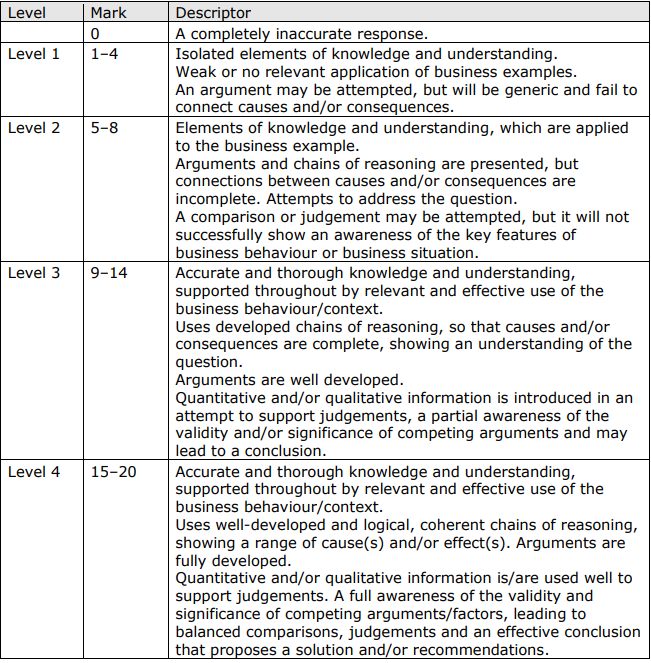 Level Mark Descriptor
0 A completely inaccurate response.
Level 1 1–4 Isolated elements of knowledge and understanding.
Weak or no relevant application of business examples.
An argument may be attempted, but will be generic and fail to
connect causes and/or consequences.
Level 2 5–8 Elements of knowledge and understanding, which are applied
to the business example.
Arguments and chains of reasoning are presented, but
connections between causes and/or consequences are
incomplete. Attempts to address the question.
A comparison or judgement may be attempted, but it will not
successfully show an awareness of the key features of
business behaviour or business situation.
Level 3 9–14 Accurate and thorough knowledge and understanding,
supported throughout by relevant and effective use of the
business behaviour/context.
Uses developed chains of reasoning, so that causes and/or
consequences are complete, showing an understanding of the
question.
Arguments are well developed.
Quantitative and/or qualitative information is introduced in an
attempt to support judgements, a partial awareness of the
validity and/or significance of competing arguments and may
lead to a conclusion.
Level 4 15–20 Accurate and thorough knowledge and understanding,
supported throughout by relevant and effective use of the
business behaviour/context.
Uses well-developed and logical, coherent chains of reasoning,
showing a range of cause(s) and/or effect(s). Arguments are
fully developed.
Quantitative and/or qualitative information is/are used well to
support judgements. A full awareness of the validity and
significance of competing arguments/factors, leading to
balanced comparisons, judgements and an effective conclusion
that proposes a solution and/or recommendations.